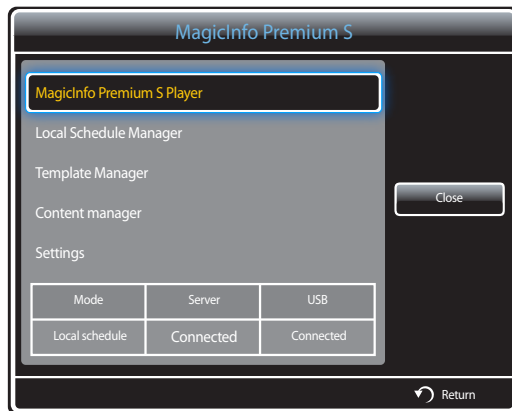 MagicInfo Premium S
MagicInfo Premium S Player
Local Schedule Manager
Template Manager
Content manager
Close
Settings
Mode Server USB
Local schedule Connected Connected
Return